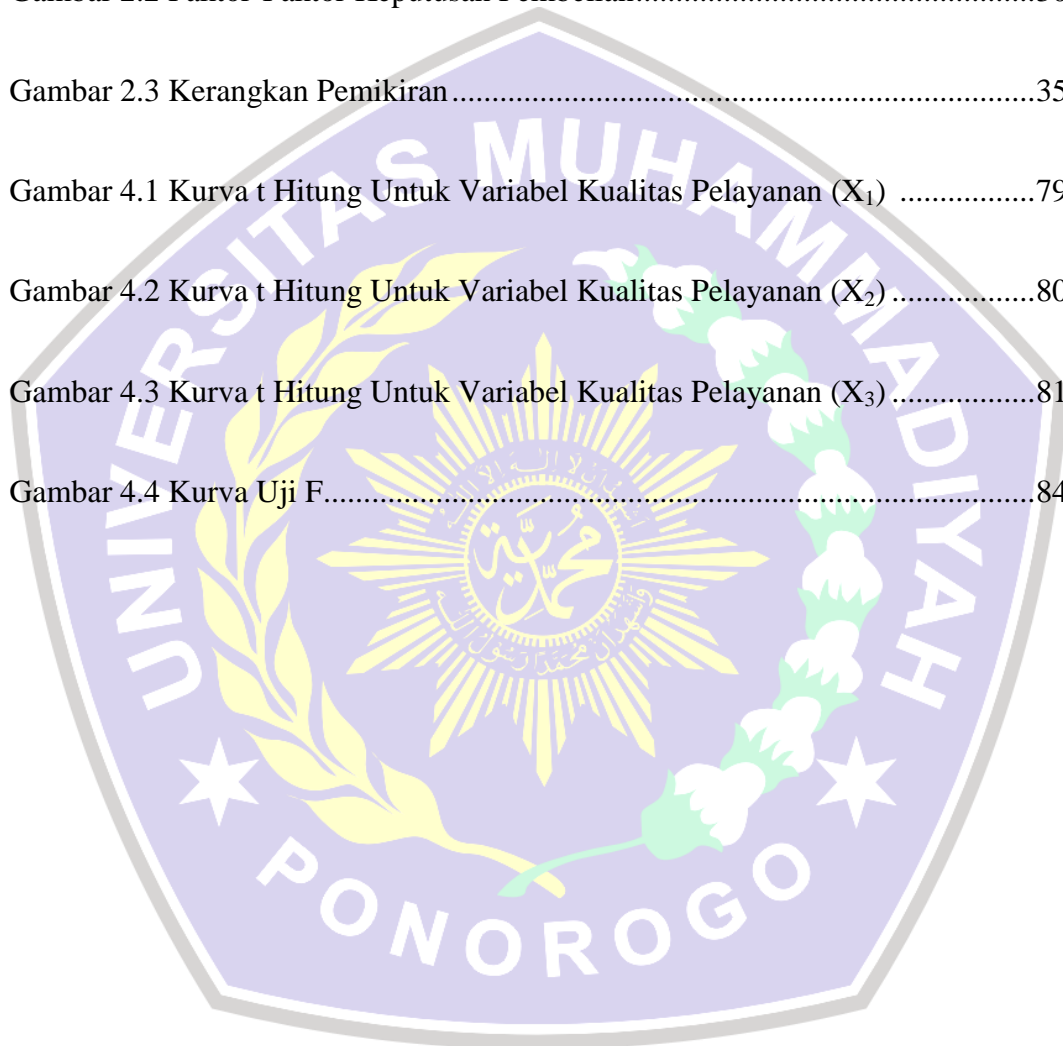 Gambar 2.3 Kerangkan Pemikiran........................................................................35
Gambar 4.1 Kurva t Hitung Untuk Variabel Kualitas Pelayanan (X₁) .................79
Gambar 4.2 Kurva t Hitung Untuk Variabel Kualitas Pelayanan (X₂)..................80
Gambar 4.3 Kurva t Hitung Untuk Variabel Kualitas Pelayanan (X₃)..................81
Gambar 4.4 Kurva Uji F.........................................................................................84
UNIVERSITAS MUHAMMADIYAH
PONOROGO
محمدية